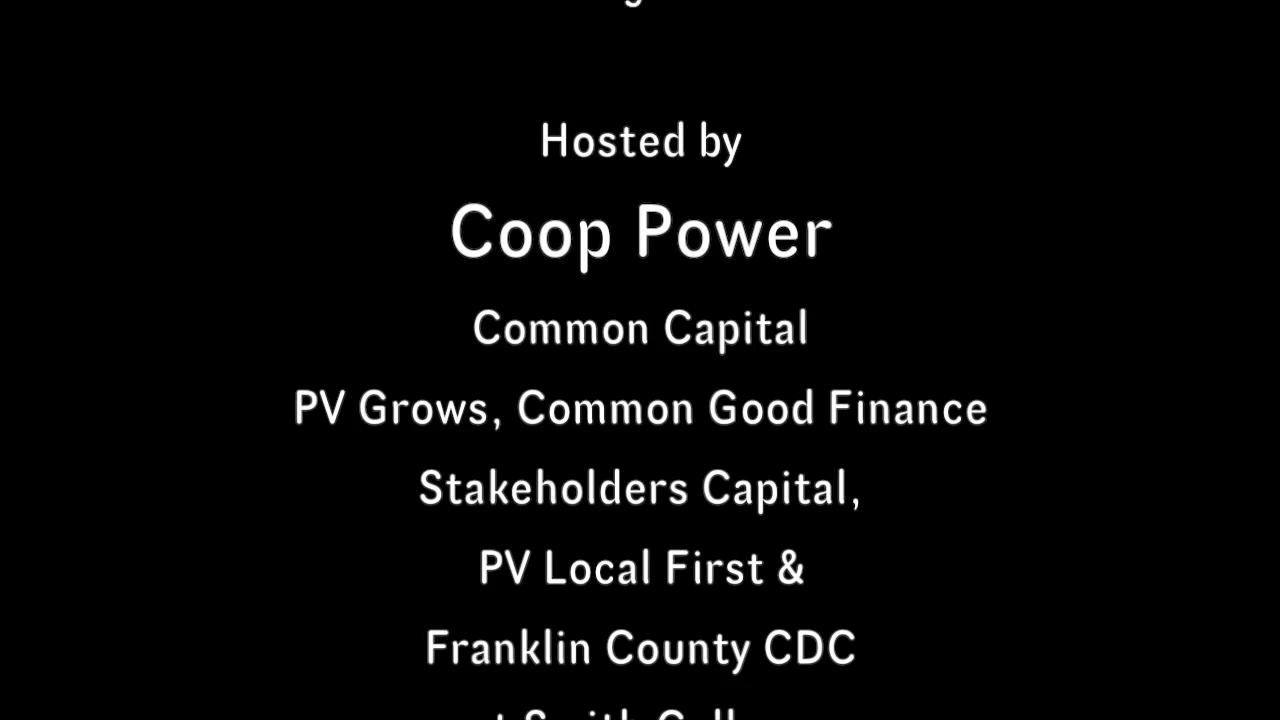 Hosted by
Coop Power
Common Capital
PV Grows, Common Good Finance
Stakeholders Capital,
PV Local First &
Franklin County CDC